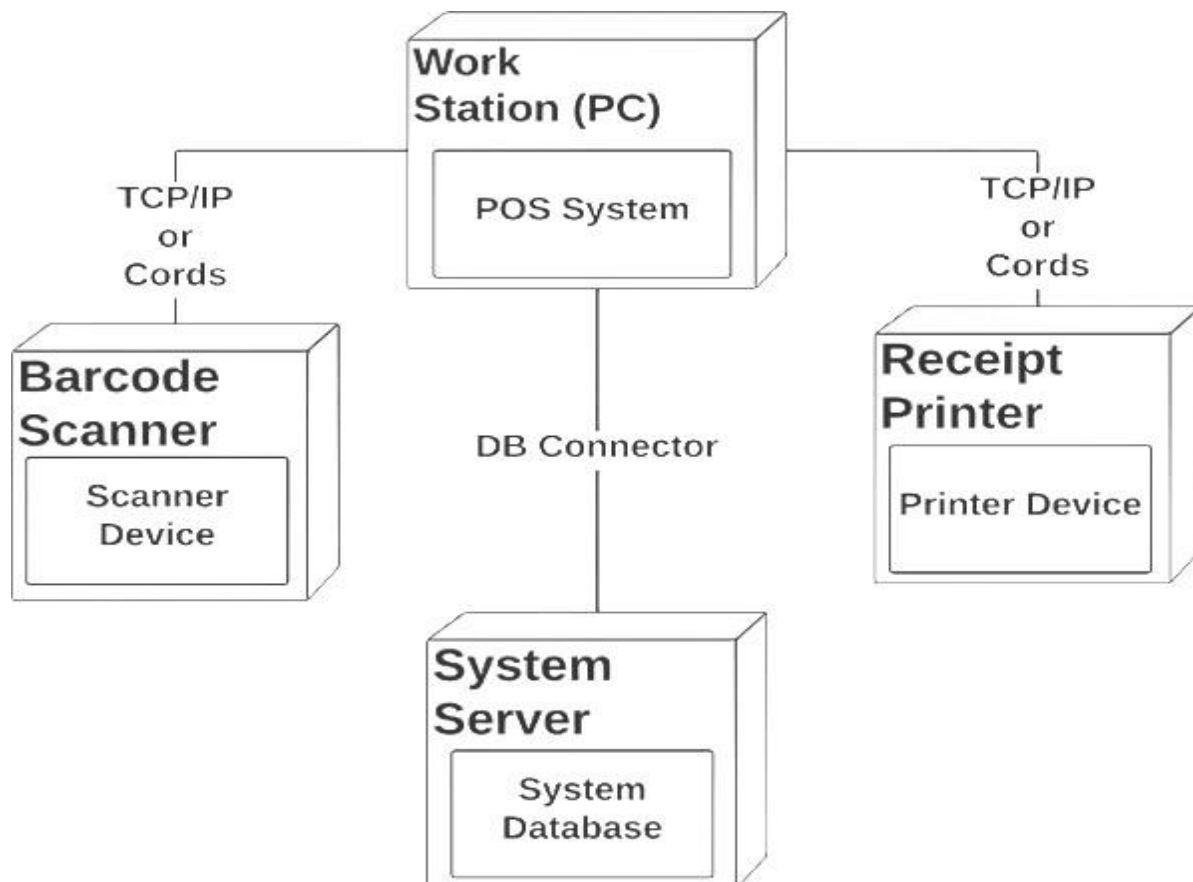 Work
Station (PC)
POS System
TCP/IP
or
Cords
TCP/IP
or
Cords
Barcode
Scanner
Scanner
Device
DB Connector
Receipt
Printer
Printer Device
System
Server
System
Database